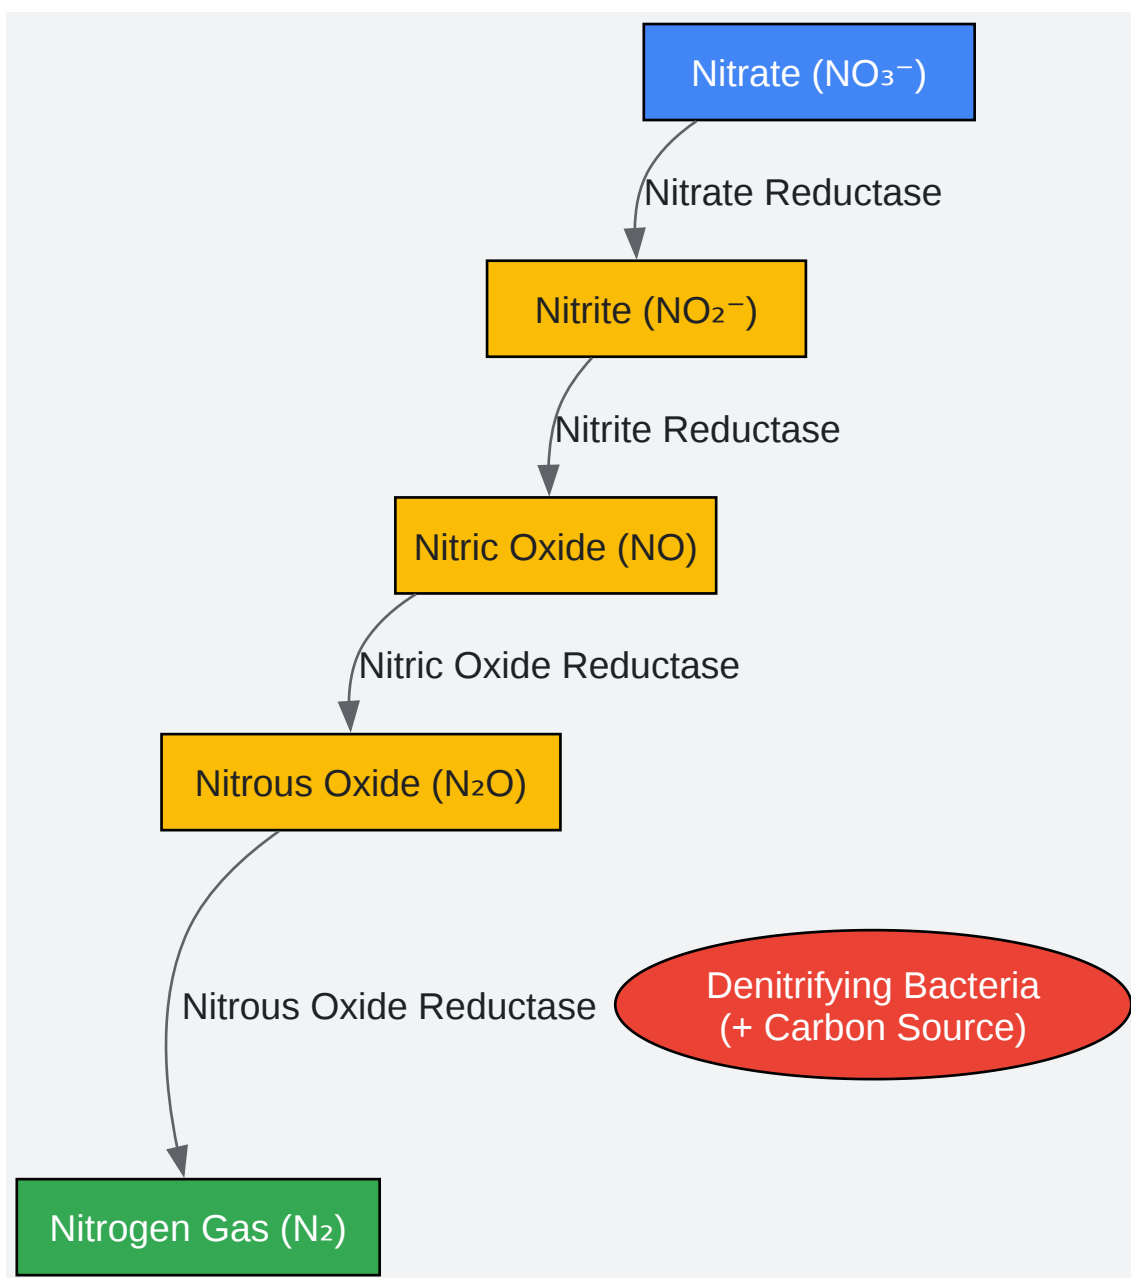 Nitrate (NO₃⁻)
Nitrate Reductase
Nitrite (NO₂⁻)
Nitrite Reductase
Nitric Oxide (NO)
Nitric Oxide Reductase
Nitrous Oxide (N₂O)
Nitrous Oxide Reductase
Denitrifying Bacteria
(+ Carbon Source)
Nitrogen Gas (N₂)